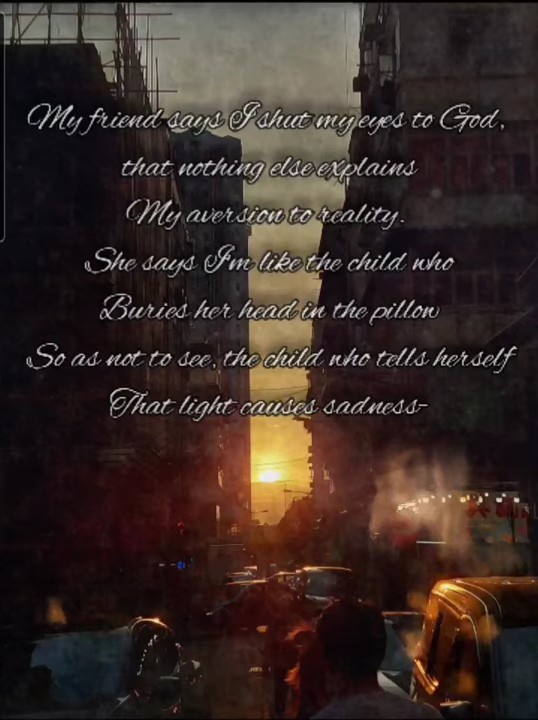 My friend says I shut my eyes to God,
that nothing else explains
My aversion to reality.
She says I'm like the child who
Buries her head in the pillow
So as not to see, the child who tells herself
That light causes sadness-